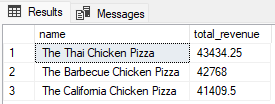 Results Messages
name total_revenue
1 The Thai Chicken Pizza 43434.25
2 The Barbecue Chicken Pizza 42768
3 The California Chicken Pizza 41409.5